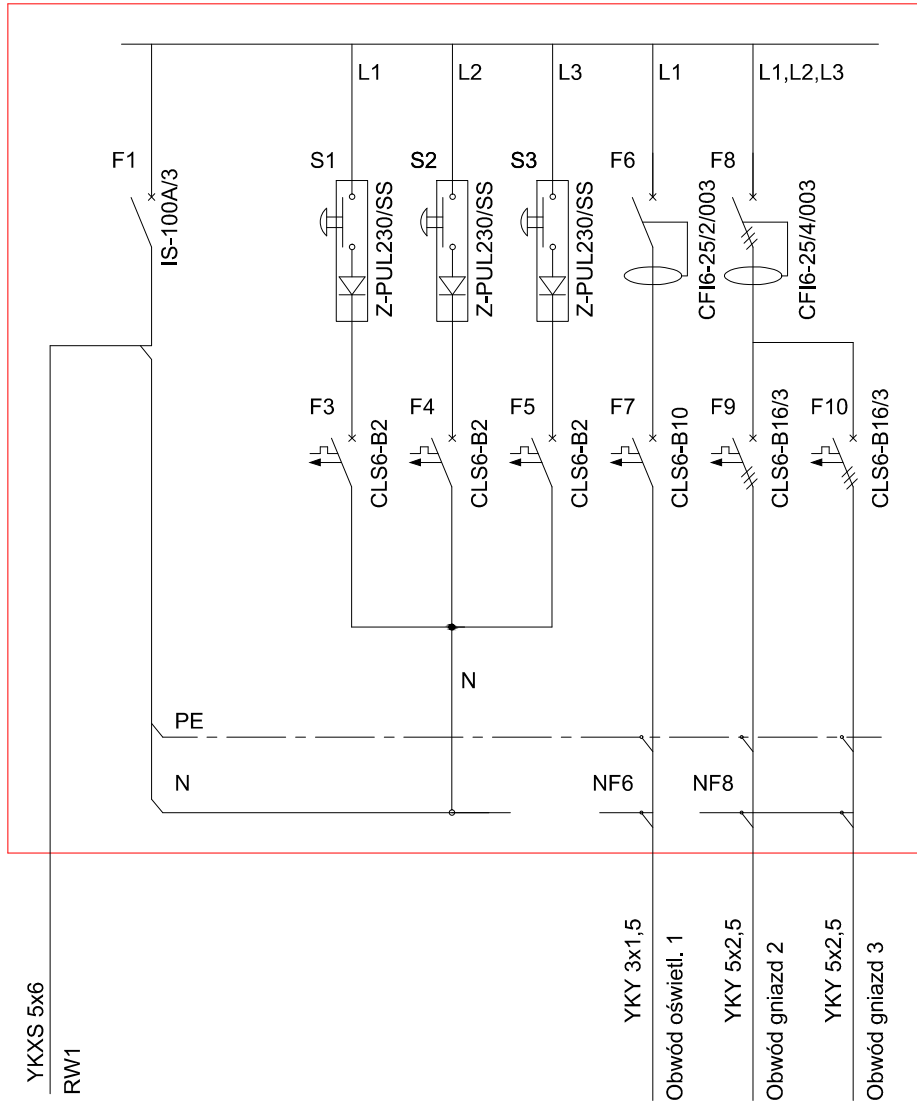 L1
L2
L3
L1
L1,L2,L3
F1
S1
S2
S3
F6
F8
IS-100A/3
Z-PUL230/SS
Z-PUL230/SS
Z-PUL230/SS
CFI6-25/2/003
CFI6-25/4/003
F3
F4
F5
F7
F9
F10
CLS6-B2
CLS6-B2
CLS6-B2
CLS6-B10
CLS6-B16/3
CLS6-B16/3
N
PE
N
NF6
NF8
YKXS 5x6
RW1
YKY 3x1,5
Obwód oświetl. 1
YKY 5x2,5
Obwód gniazd 2
YKY 5x2,5
Obwód gniazd 3